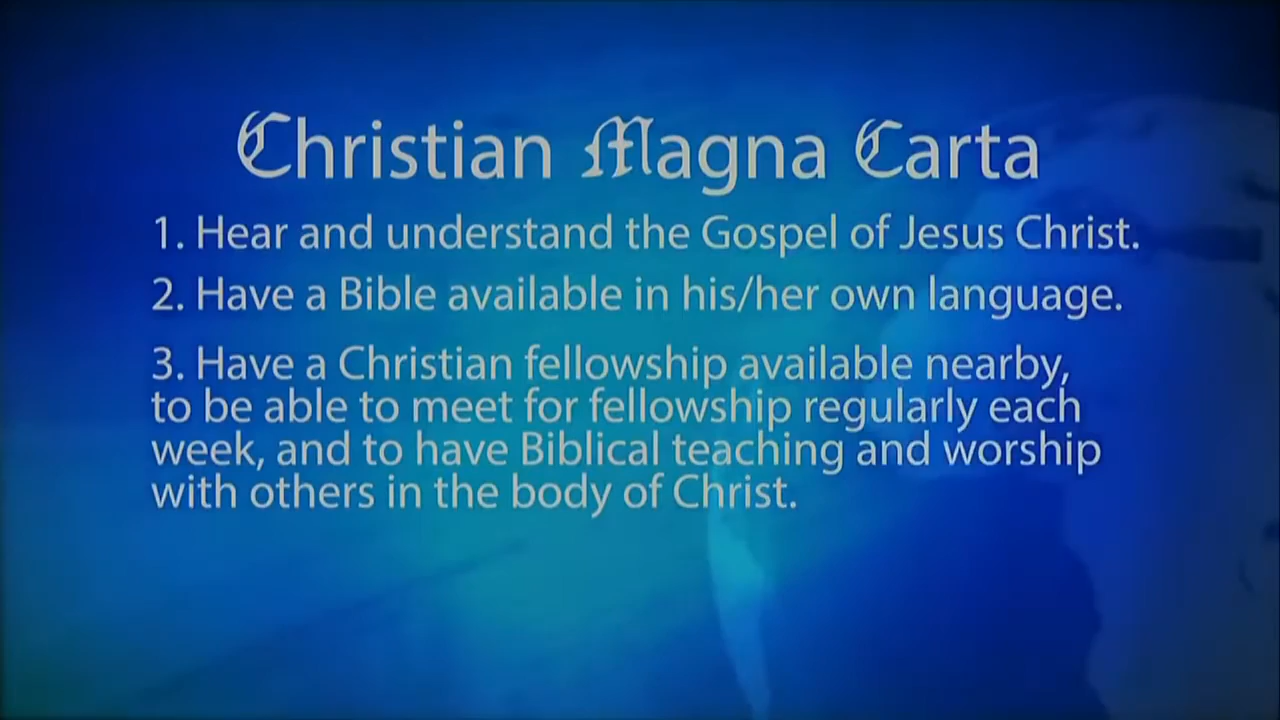 Christian Magna Carta
1. Hear and understand the Gospel of Jesus Christ.
2. Have a Bible available in his/her own language.
3. Have a Christian fellowship available nearby,
to be able to meet for fellowship regularly each
week, and to have Biblical teaching and worship
with others in the body of Christ.